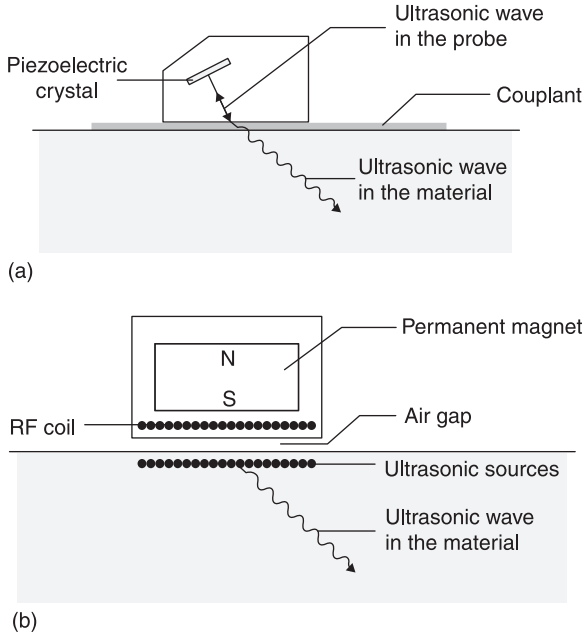 Ultrasonic wave
in the probe
Piezoelectric
crystal
Couplant
Ultrasonic wave
in the material
(a)
Permanent magnet
N
S
RF coil
Air gap
Ultrasonic sources
Ultrasonic wave
in the material
(b)